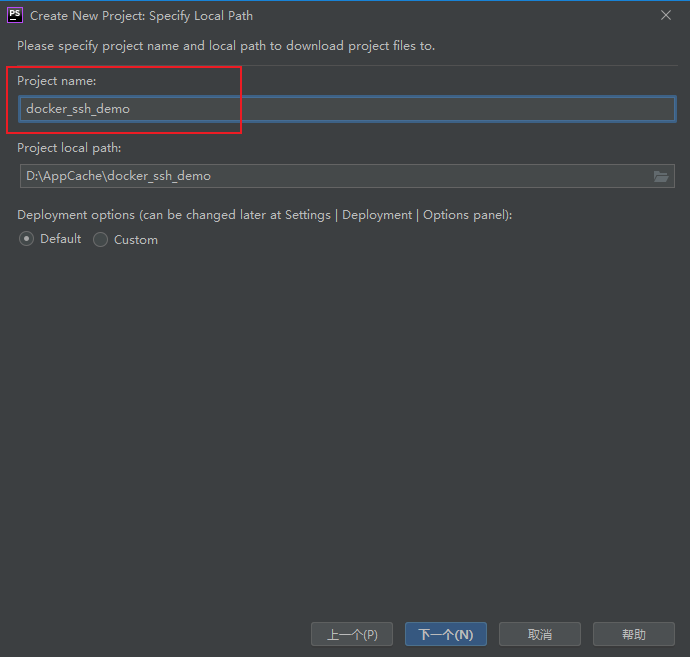 PS Create New Project: Specify Local Path
Please specify project name and local path to download project files to.
Project name:
docker_ssh_demo
Project local path:
D:\AppCache\docker_ssh_demo
Deployment options (can be changed later at Settings | Deployment | Options panel):
Default Custom
上一个(P) 下一个(N) 取消 帮助